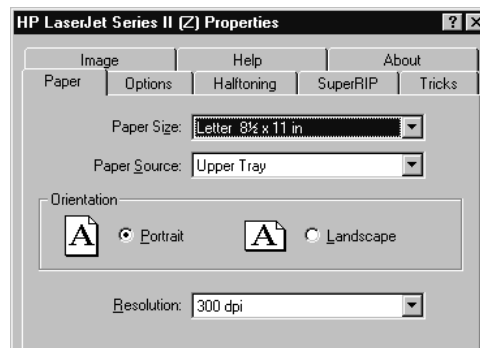 HP LaserJet Series II (Z) Properties
Image Help About
Paper Options Halftoning SuperRIP Tricks
Paper Size: Letter 8½ x 11 in
Paper Source: Upper Tray
Orientation
A Portrait A Landscape
Resolution: 300 dpi